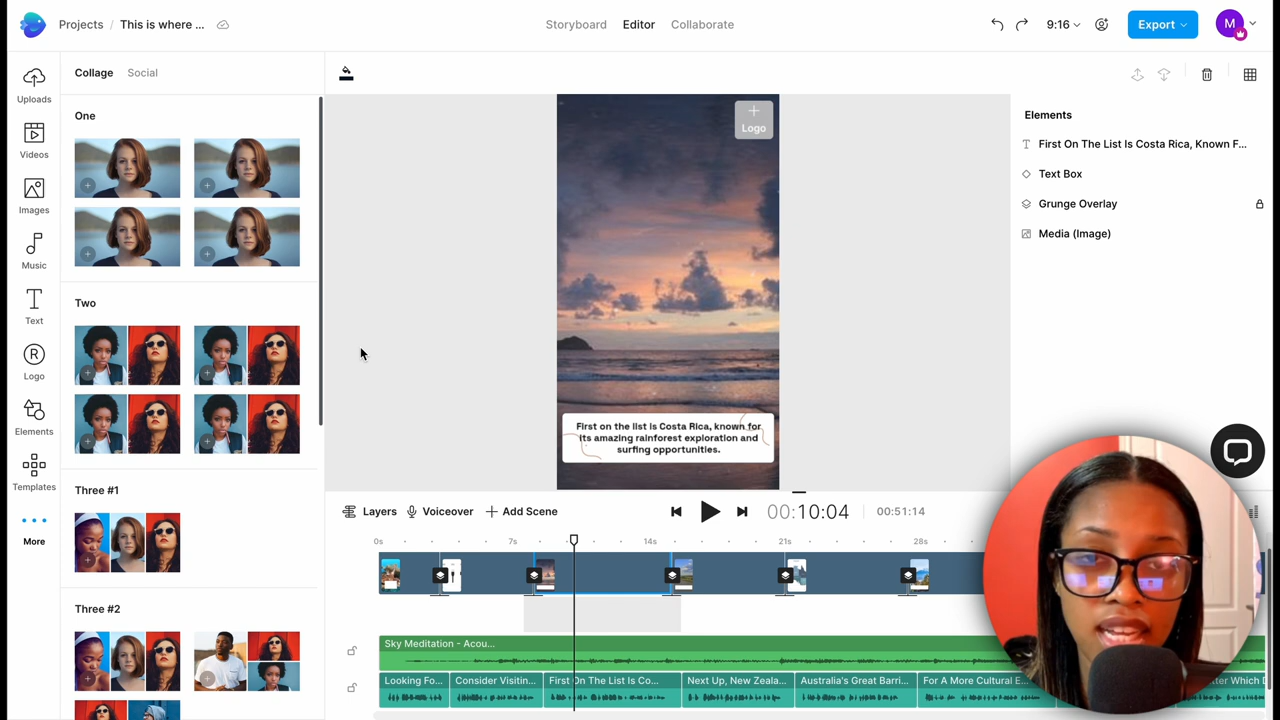 Projects / This is where ...
Storyboard
Editor
Collaborate
9:16
Export
M
Uploads
Videos
Images
Music
Text
R
Logo
Elements
Templates
More
Collage
Social
One
Two
Three #1
Three #2
Logo
First on the list is Costa Rica, known for
its amazing rainforest exploration and
surfing opportunities.
Elements
First On The List Is Costa Rica, Known F...
Text Box
Grunge Overlay
Media (Image)
Layers
Voiceover
Add Scene
00:10:04
00:51:14
0s
7s
14s
21s
28s
Sky Meditation - Acou...
Looking Fo...
Consider Visitin...
First On The List Is Co...
Next Up, New Zeala...
Australia's Great Barri...
For A More Cultural E...